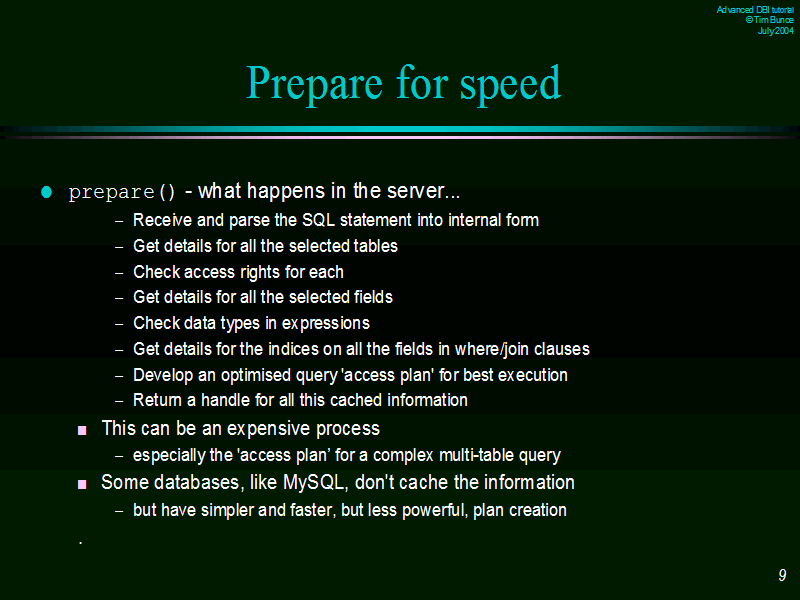 Advanced DBI tutorial
© Tim Bunce
July 2004
Prepare for speed
prepare() - what happens in the server...
– Receive and parse the SQL statement into internal form
– Get details for all the selected tables
– Check access rights for each
– Get details for all the selected fields
– Check data types in expressions
– Get details for the indices on all the fields in where/join clauses
– Develop an optimised query 'access plan' for best execution
– Return a handle for all this cached information
This can be an expensive process
– especially the 'access plan’ for a complex multi-table query
Some databases, like MySQL, don't cache the information
– but have simpler and faster, but less powerful, plan creation
.
9